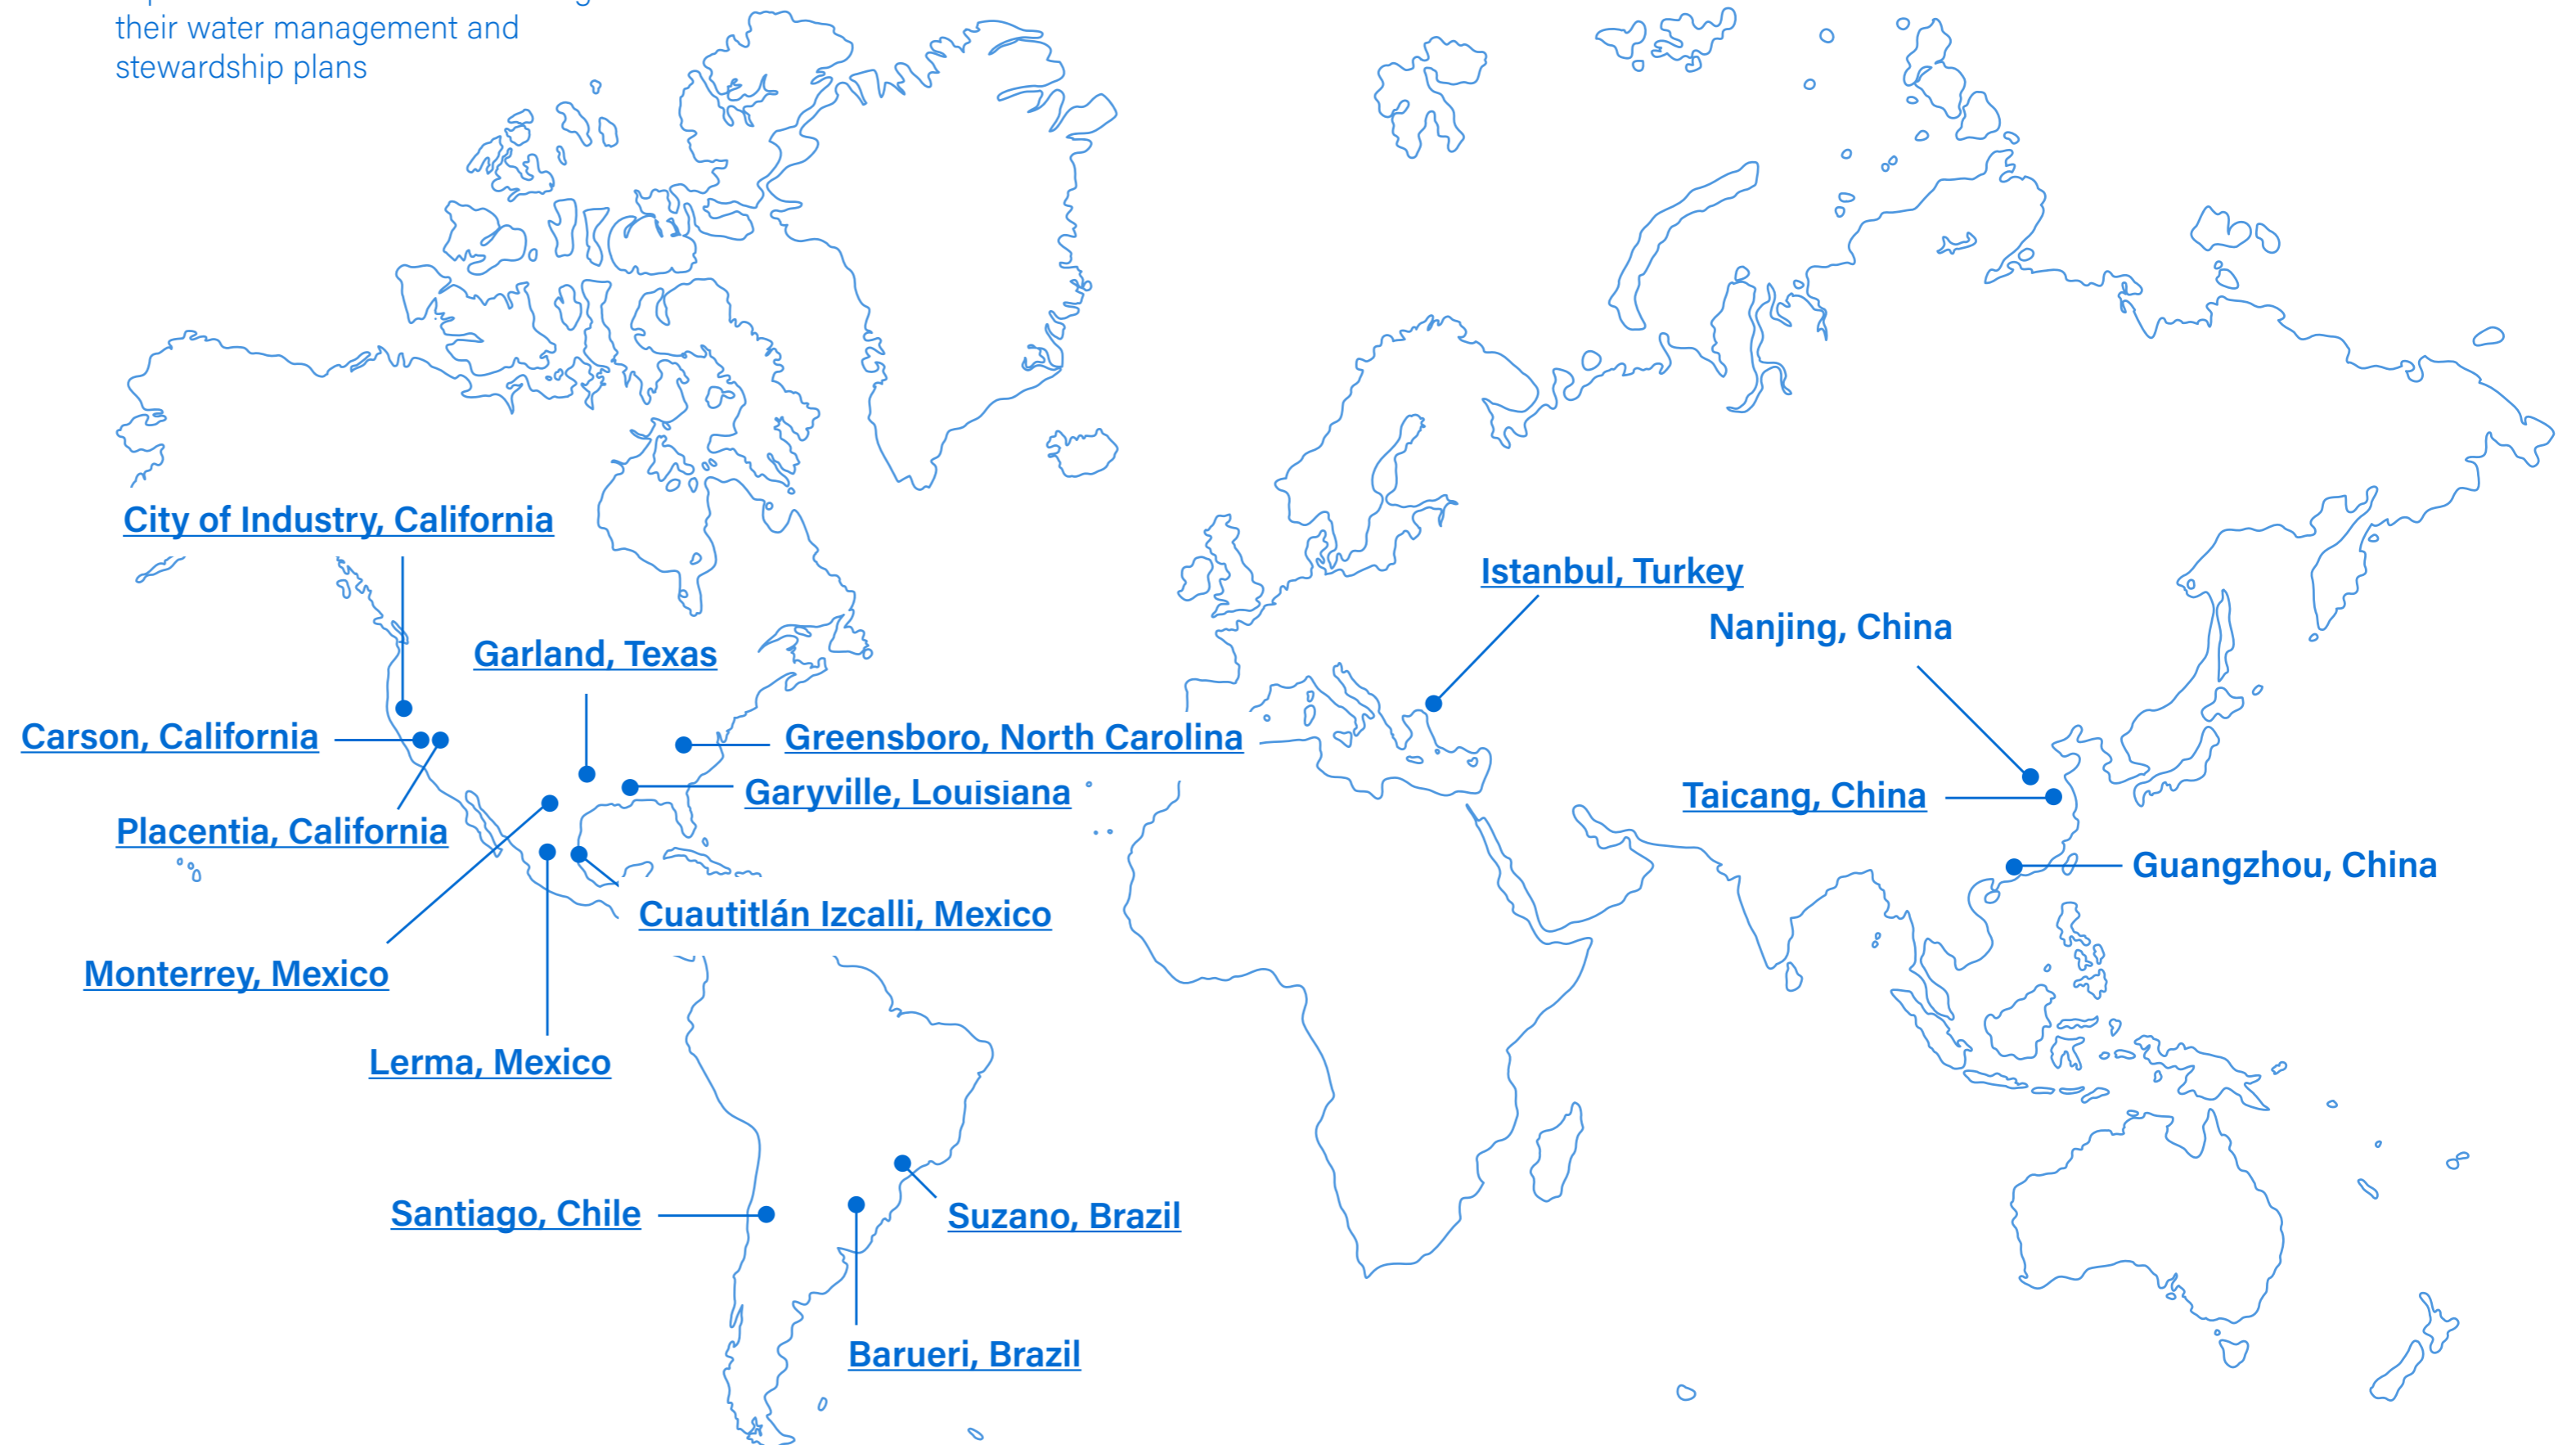 their water management and
stewardship plans
City of Industry, California
Istanbul, Turkey
Nanjing, China
Garland, Texas
Carson, California
Greensboro, North Carolina
Garyville, Louisiana
Taicang, China
Placentia, California
Guangzhou, China
Cuautitlán Izcalli, Mexico
Monterrey, Mexico
Lerma, Mexico
Santiago, Chile
Suzano, Brazil
Barueri, Brazil